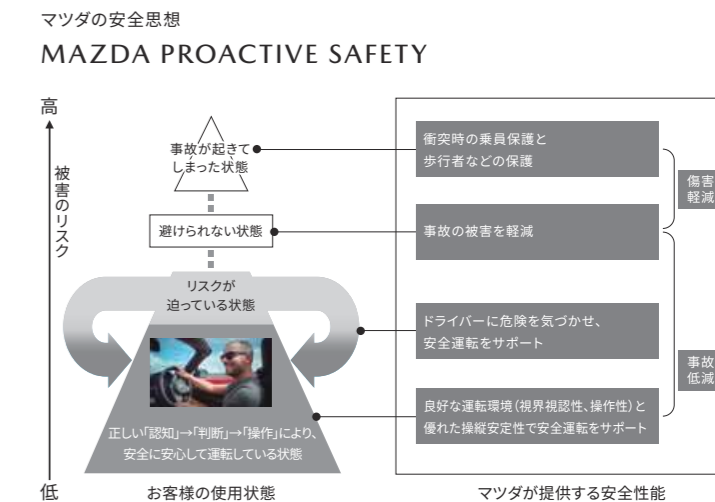 マツダの安全思想
MAZDA PROACTIVE SAFETY
高
被害のリスク
低
事故が起きて
しまった状態
避けられない状態
リスクが
迫っている状態
正しい「認知」→「判断」→「操作」により、
安全に安心して運転している状態
お客様の使用状態
衝突時の乗員保護と
歩行者などの保護
事故の被害を軽減
ドライバーに危険を気づかせ、
安全運転をサポート
良好な運転環境（視界視認性、操作性）と
優れた操縦安定性で安全運転をサポート
傷害
軽減
事故
低減
マツダが提供する安全性能